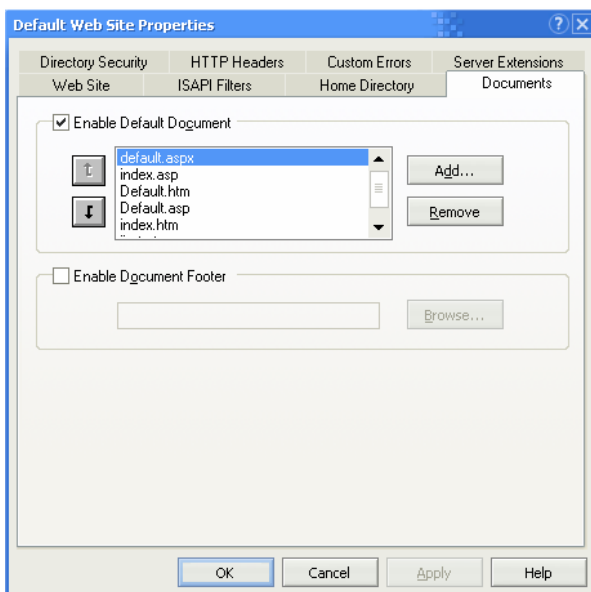 Default Web Site Properties
Directory Security HTTP Headers Custom Errors Server Extensions
Web Site ISAPI Filters Home Directory Documents
Enable Default Document
default.aspx
index.asp
Default.htm
Default.asp
index.htm
Add...
Remove
Enable Document Footer
Browse...
OK Cancel Apply Help